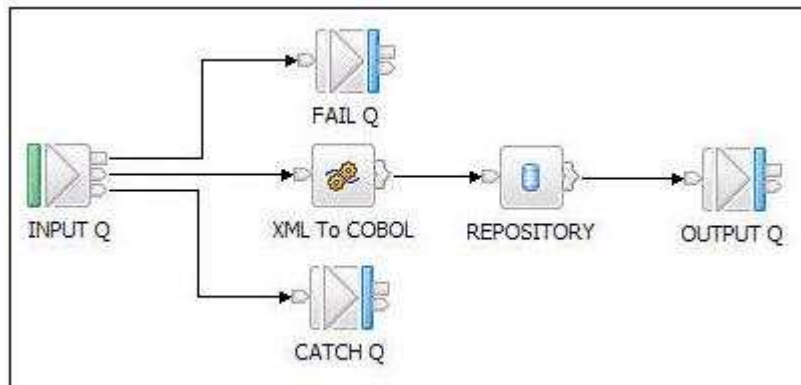 FAIL Q
INPUT Q
XML To COBOL
REPOSITORY
OUTPUT Q
CATCH Q